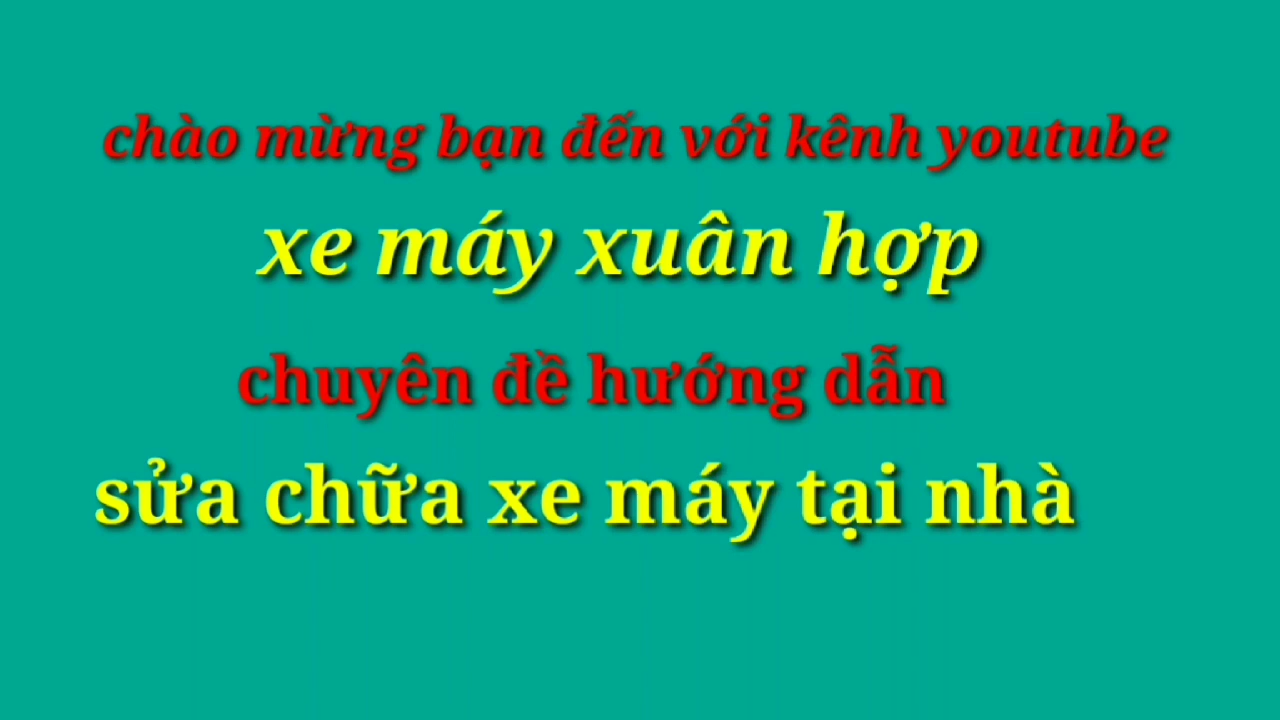 chào mừng bạn đến với kênh youtube
xe máy xuân hợp
chuyên đề hướng dẫn
sửa chữa xe máy tại nhà